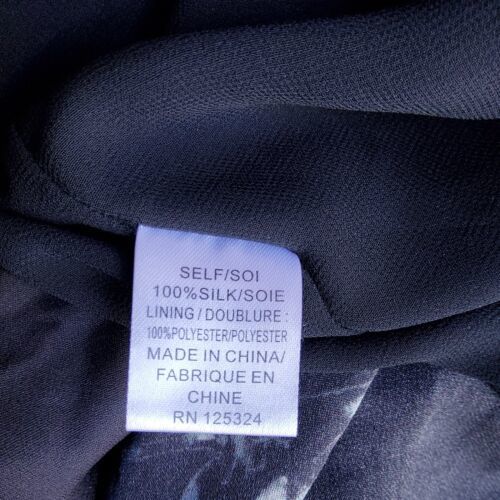 SELF/SOI
100%SILK/SOIE
LINING / DOUBLURE :
100%POLYESTER/POLYESTER
MADE IN CHINA/
FABRIQUE EN
CHINE
RN 125324